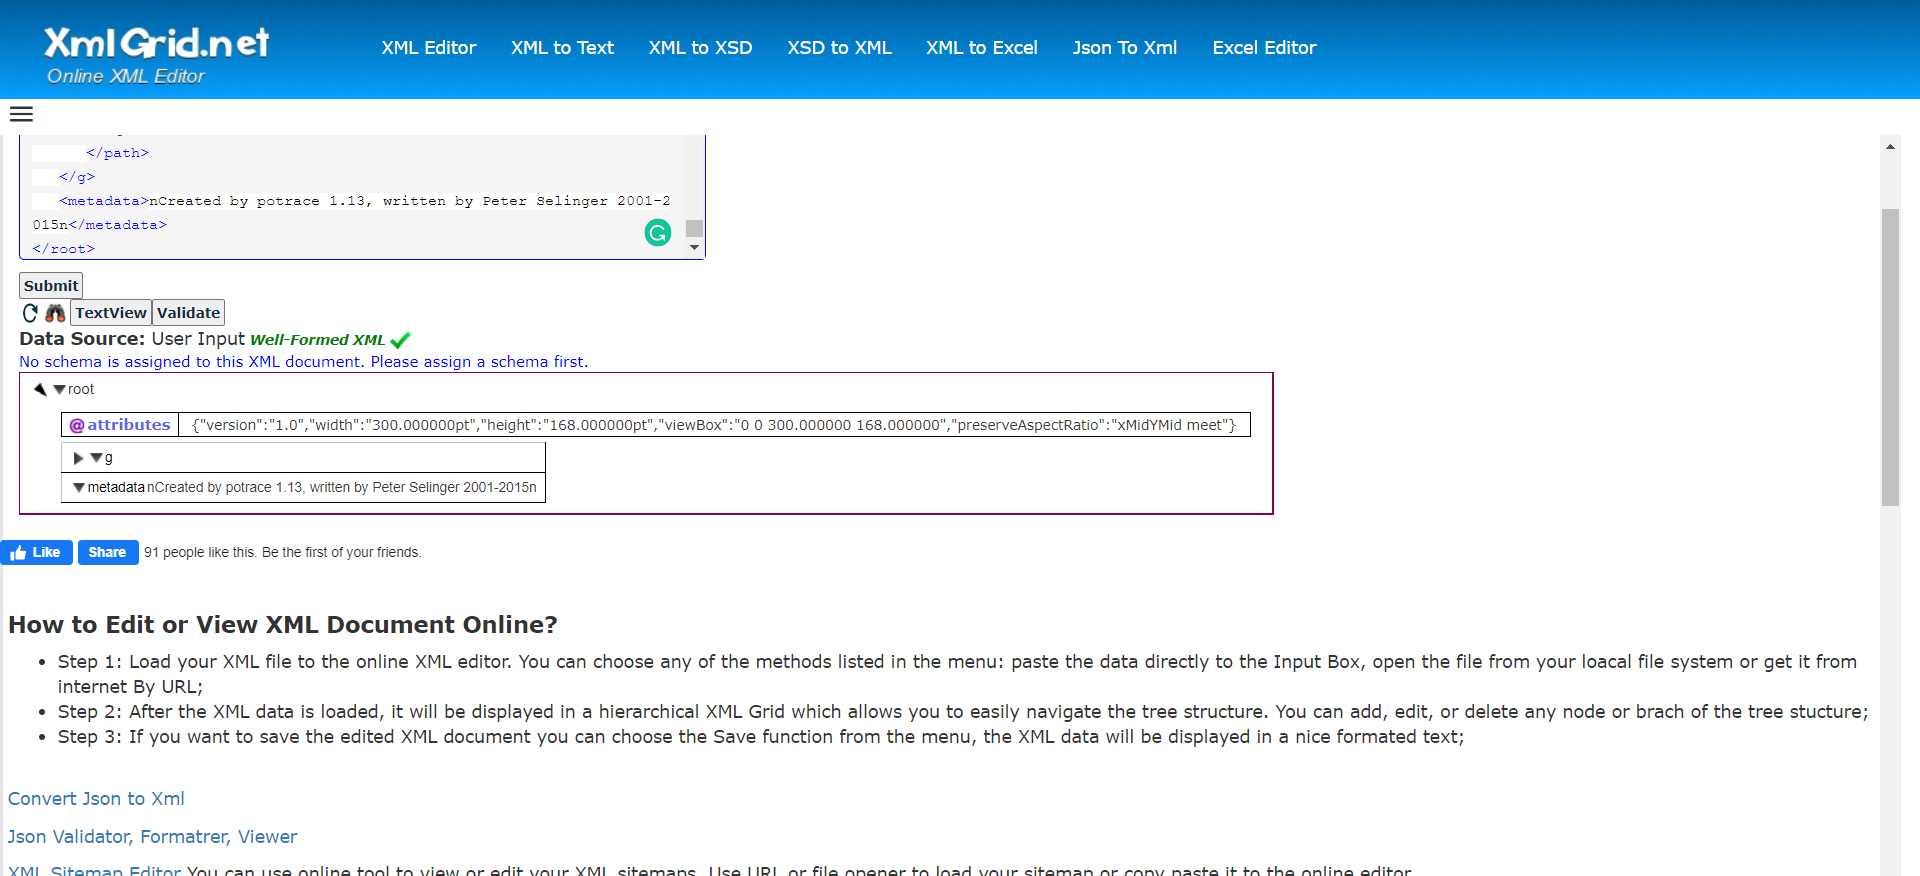 XmlGrid.net
Online XML Editor
XML Editor XML to Text XML to XSD XSD to XML XML to Excel Json To Xml Excel Editor
</path>
</g>
<metadata>nCreated by potrace 1.13, written by Peter Selinger 2001-2
015n</metadata>
</root>
Submit
TextView Validate
Data Source: User Input Well-Formed XML
No schema is assigned to this XML document. Please assign a schema first.
root
@attributes {"version":"1.0","width":"300.000000pt","height":"168.000000pt","viewBox":"0 0 300.000000 168.000000","preserveAspectRatio":"xMidYMid meet"}
g
metadata nCreated by potrace 1.13, written by Peter Selinger 2001-2015n
Like Share 91 people like this. Be the first of your friends.
How to Edit or View XML Document Online?
• Step 1: Load your XML file to the online XML editor. You can choose any of the methods listed in the menu: paste the data directly to the Input Box, open the file from your loacal file system or get it from
internet By URL;
• Step 2: After the XML data is loaded, it will be displayed in a hierarchical XML Grid which allows you to easily navigate the tree structure. You can add, edit, or delete any node or brach of the tree stucture;
• Step 3: If you want to save the edited XML document you can choose the Save function from the menu, the XML data will be displayed in a nice formated text;
Convert Json to Xml
Json Validator, Formatrer, Viewer
XML Sitemap Editor You can use online tool to view or edit your XML sitemaps. Use URL or file opener to load your sitemap or copy paste it to the online editor.